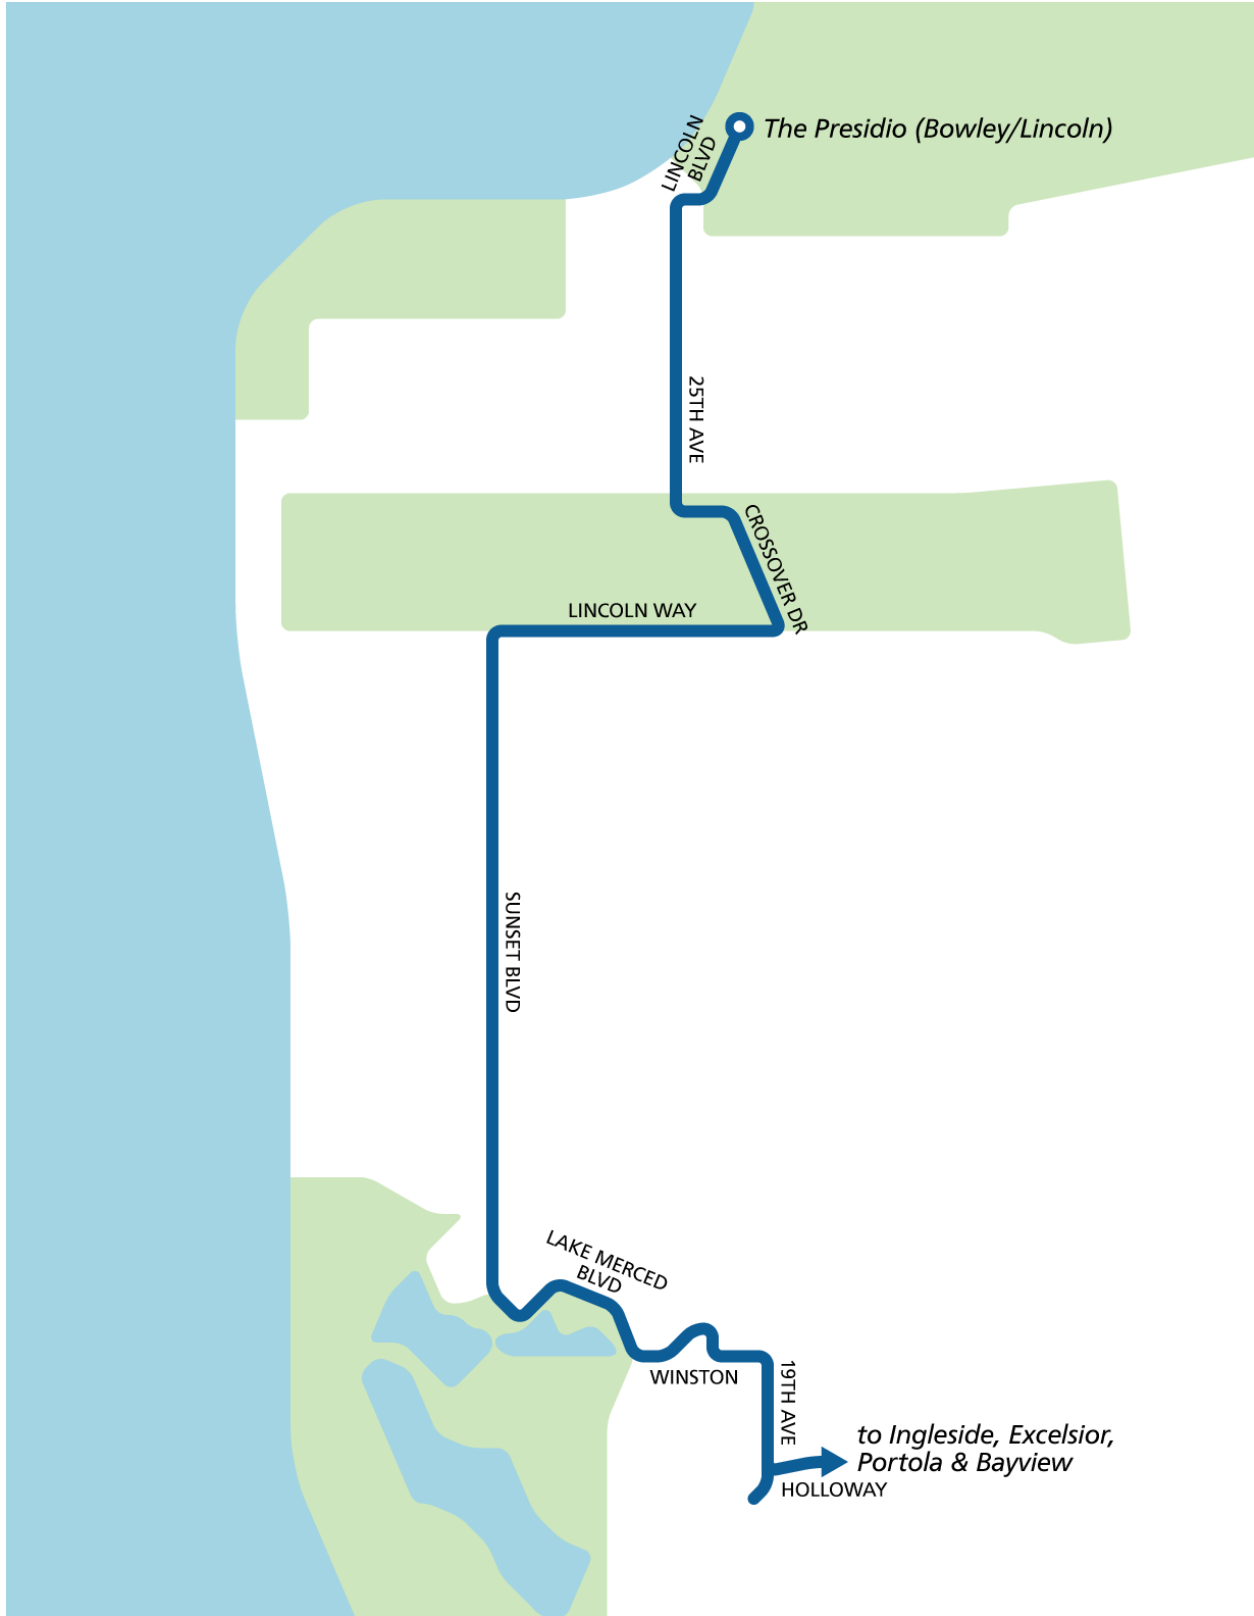 LINCOLN
BLVD
The Presidio (Bowley/Lincoln)
25TH AVE
CROSSOVER DR
LINCOLN WAY
SUNSET BLVD
LAKE MERCED
BLVD
WINSTON
19TH AVE
to Ingleside, Excelsior,
Portola & Bayview
HOLLOWAY